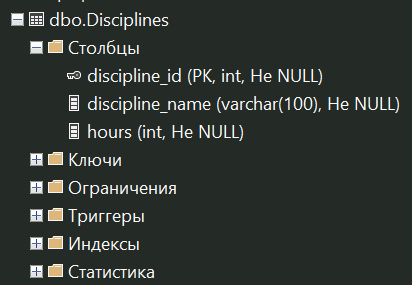 dbo.Disciplines
Столбцы
discipline_id (PK, int, Не NULL)
discipline_name (varchar(100), Не NULL)
hours (int, Не NULL)
Ключи
Ограничения
Триггеры
Индексы
Статистика